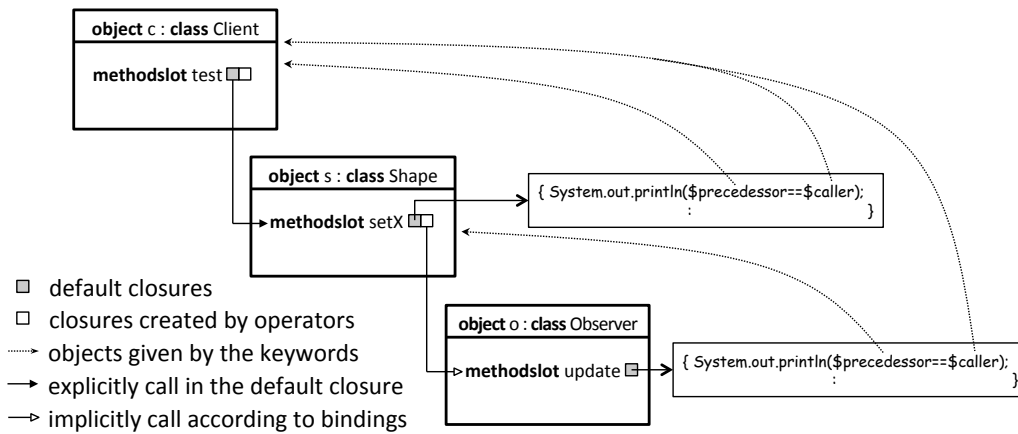 object c : class Client
methodslot test
object s : class Shape
methodslot setX
{ System.out.println($precedessor==$caller);
:
}
default closures
closures created by operators
objects given by the keywords
explicitly call in the default closure
implicitly call according to bindings
object o : class Observer
methodslot update
{ System.out.println($precedessor==$caller);
:
}